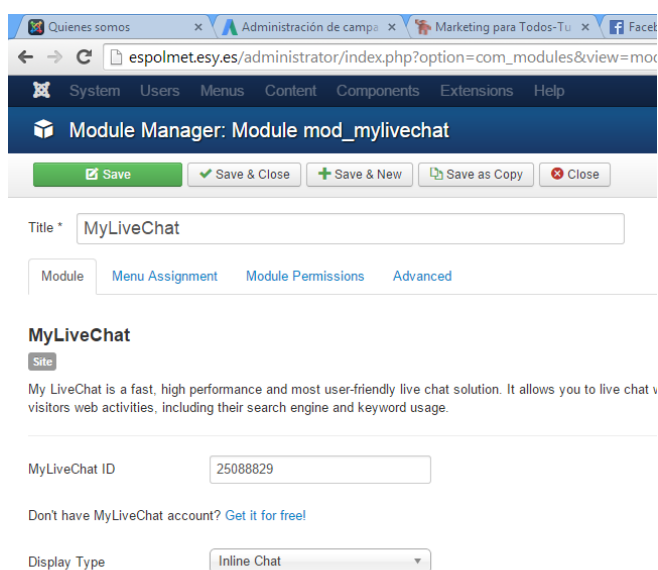 Quienes somos
Administración de campa
Marketing para Todos-Tu
Faceb
espolmet.esy.es/administrator/index.php?option=com_modules&view=mod
System Users Menus Content Components Extensions Help
Module Manager: Module mod_mylivechat
Save
Save & Close
Save & New
Save as Copy
Close
Title * MyLiveChat
Module Menu Assignment Module Permissions Advanced
MyLiveChat
Site
My LiveChat is a fast, high performance and most user-friendly live chat solution. It allows you to live chat v
visitors web activities, including their search engine and keyword usage.
MyLiveChat ID 25088829
Don't have MyLiveChat account? Get it for free!
Display Type Inline Chat